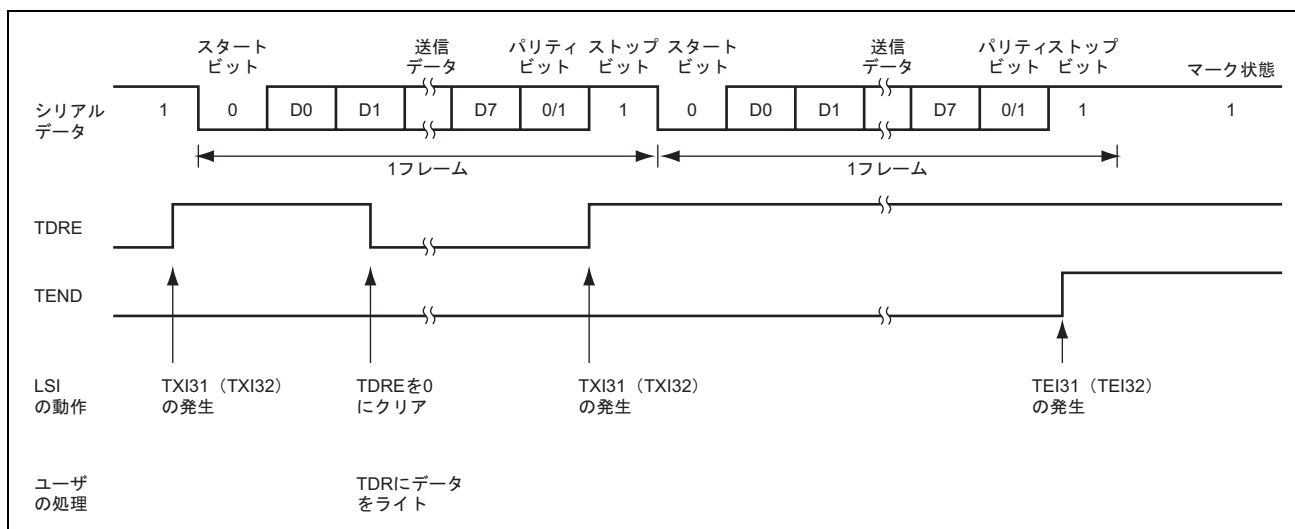 スタート
ビット
送信
データ
パリティ
ビット
ストップ
ビット
スタート
ビット
送信
データ
パリティ
ビット
ストップ
ビット
マーク状態
シリアル
データ
1 0 D0 D1 D7 0/1 1 0 D0 D1 D7 0/1 1 1
1フレーム 1フレーム
TDRE
TEND
LSI
の動作
TXI31（TXI32）
の発生
TDREを0
にクリア
TXI31（TXI32）
の発生
TEI31（TEI32）
の発生
ユーザ
の処理
TDRにデータ
をライト